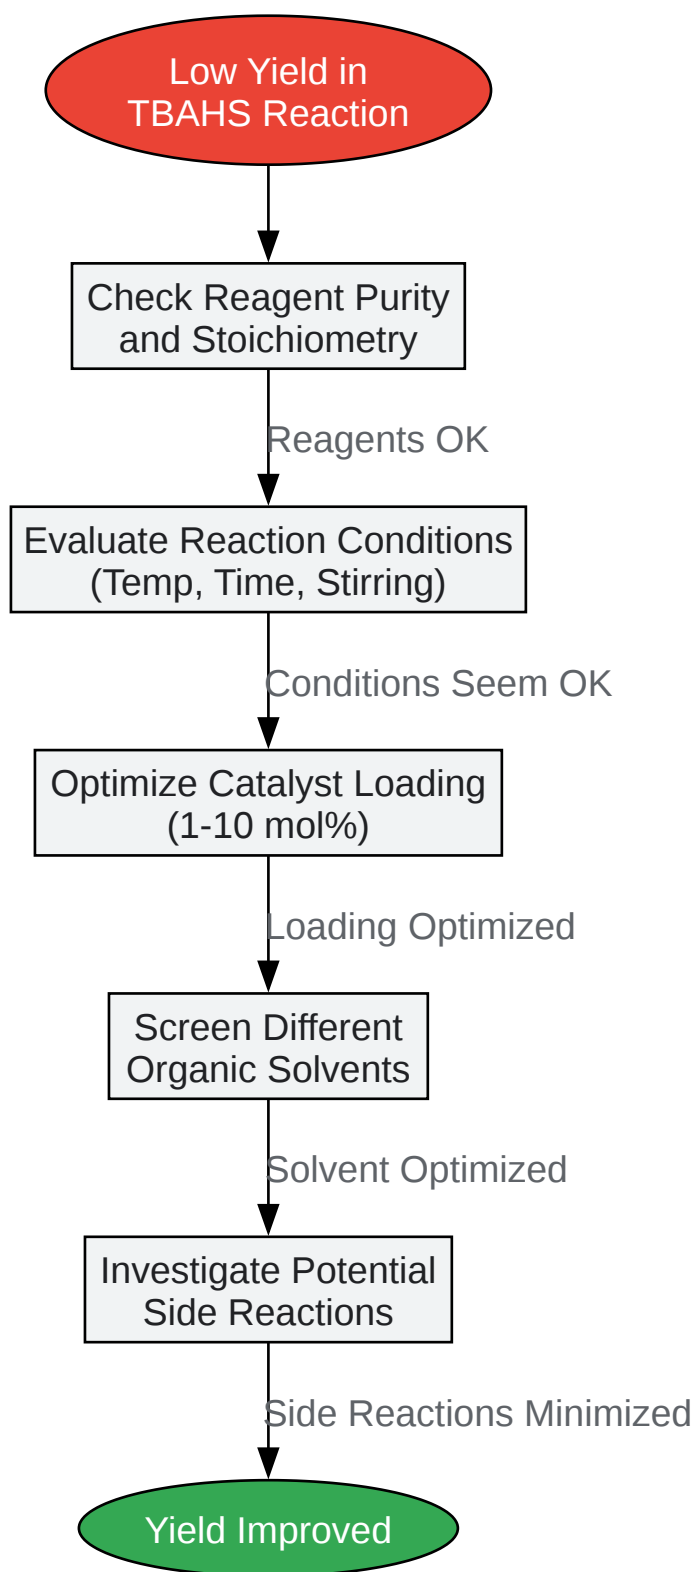 Low Yield in
TBAHS Reaction
Check Reagent Purity
and Stoichiometry
Reagents OK
Evaluate Reaction Conditions
(Temp, Time, Stirring)
Conditions Seem OK
Optimize Catalyst Loading
(1-10 mol%)
Loading Optimized
Screen Different
Organic Solvents
Solvent Optimized
Investigate Potential
Side Reactions
Side Reactions Minimized
Yield Improved